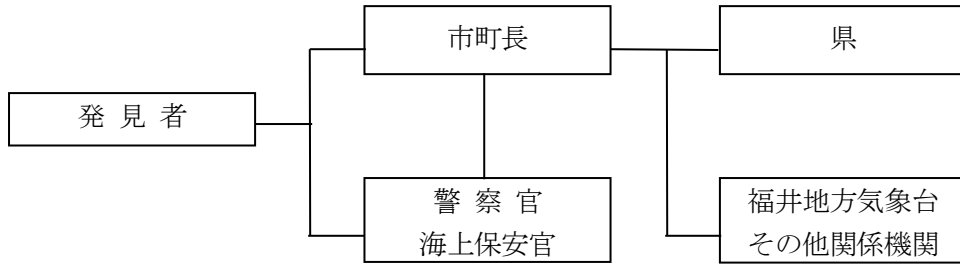 市町長
県
発 見 者
警 察 官
海上保安官
福井地方気象台
その他関係機関